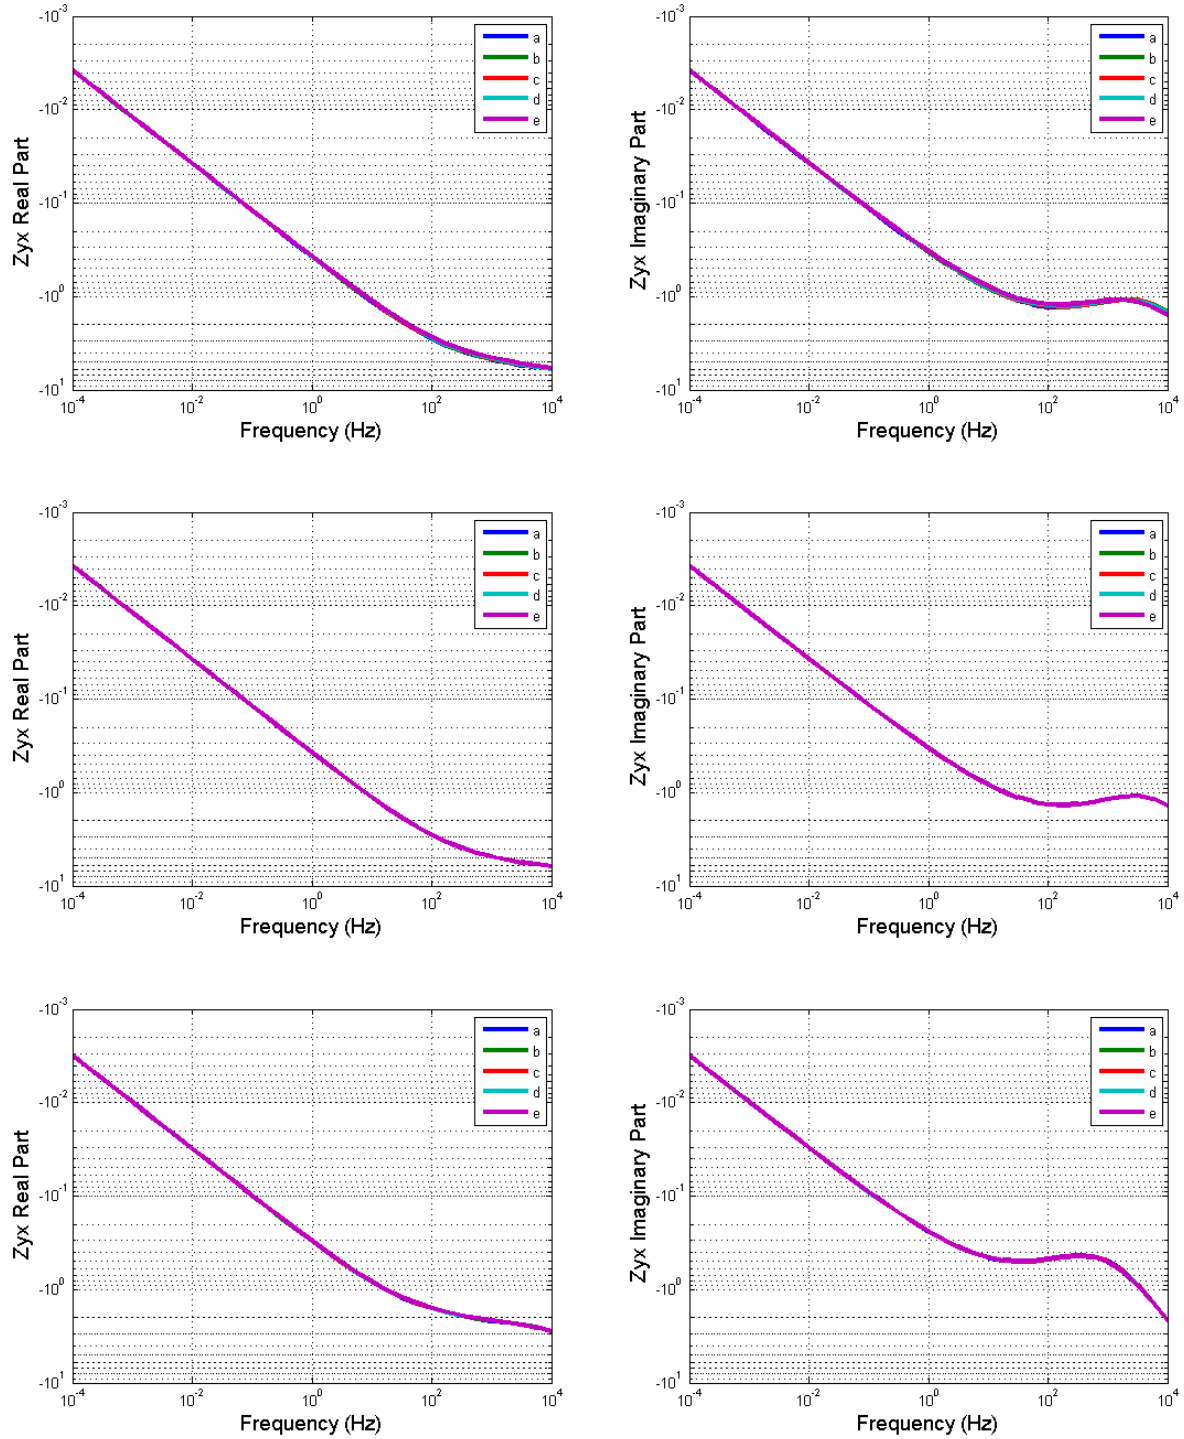 -10^-3
-10^-2
-10^-1
-10^0
-10^1
Zyx Real Part
10^-4
10^-2
10^0
10^2
10^4
Frequency (Hz)
a
b
c
d
e
-10^-3
-10^-2
-10^-1
-10^0
-10^1
Zyx Imaginary Part
10^-4
10^-2
10^0
10^2
10^4
Frequency (Hz)
a
b
c
d
e
-10^-3
-10^-2
-10^-1
-10^0
-10^1
Zyx Real Part
10^-4
10^-2
10^0
10^2
10^4
Frequency (Hz)
a
b
c
d
e
-10^-3
-10^-2
-10^-1
-10^0
-10^1
Zyx Imaginary Part
10^-4
10^-2
10^0
10^2
10^4
Frequency (Hz)
a
b
c
d
e
-10^-3
-10^-2
-10^-1
-10^0
-10^1
Zyx Real Part
10^-4
10^-2
10^0
10^2
10^4
Frequency (Hz)
a
b
c
d
e
-10^-3
-10^-2
-10^-1
-10^0
-10^1
Zyx Imaginary Part
10^-4
10^-2
10^0
10^2
10^4
Frequency (Hz)
a
b
c
d
e